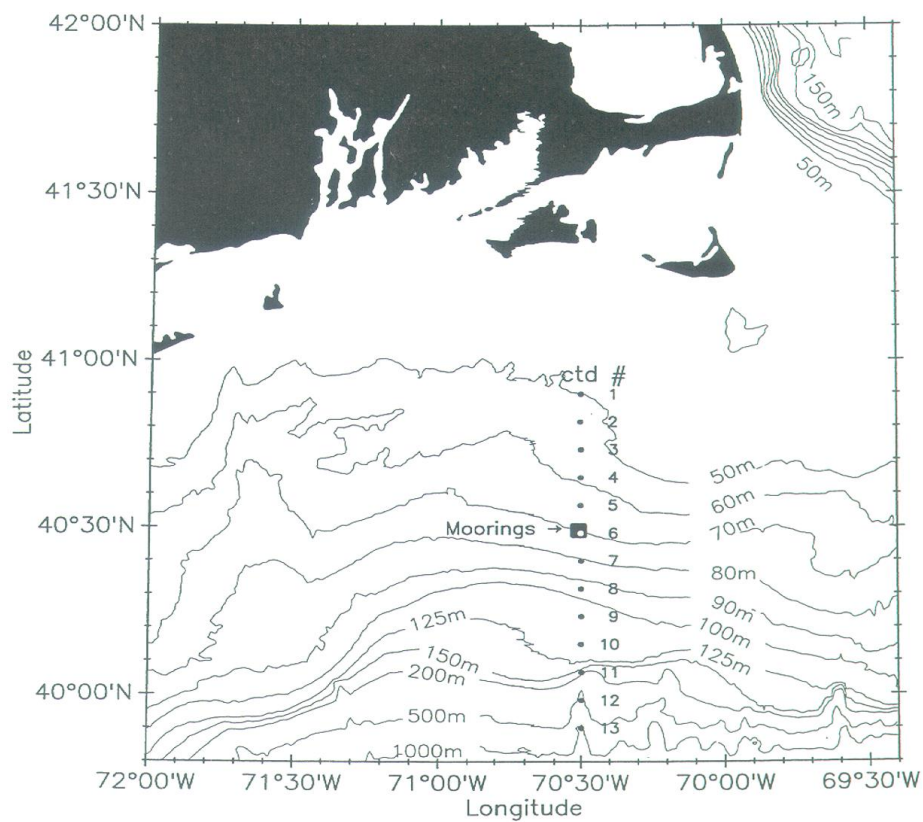 42°00'N
150m
50m
41°30'N
41°00'N
ctd #
1
2
3
4
50m
60m
5
40°30'N
Moorings →
6
70m
7
80m
8
90m
9
100m
125m
10
125m
150m
11
200m
40°00'N
12
500m
13
1000m
72°00'W 71°30'W 71°00'W 70°30'W 70°00'W 69°30'W
Longitude
Latitude